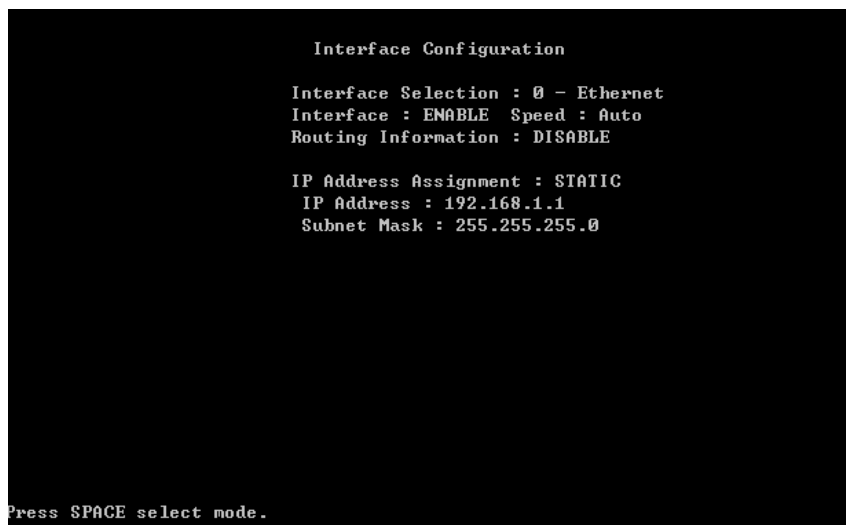 Interface Configuration
Interface Selection : 0 - Ethernet
Interface : ENABLE Speed : Auto
Routing Information : DISABLE
IP Address Assignment : STATIC
IP Address : 192.168.1.1
Subnet Mask : 255.255.255.0
Press SPACE select mode.